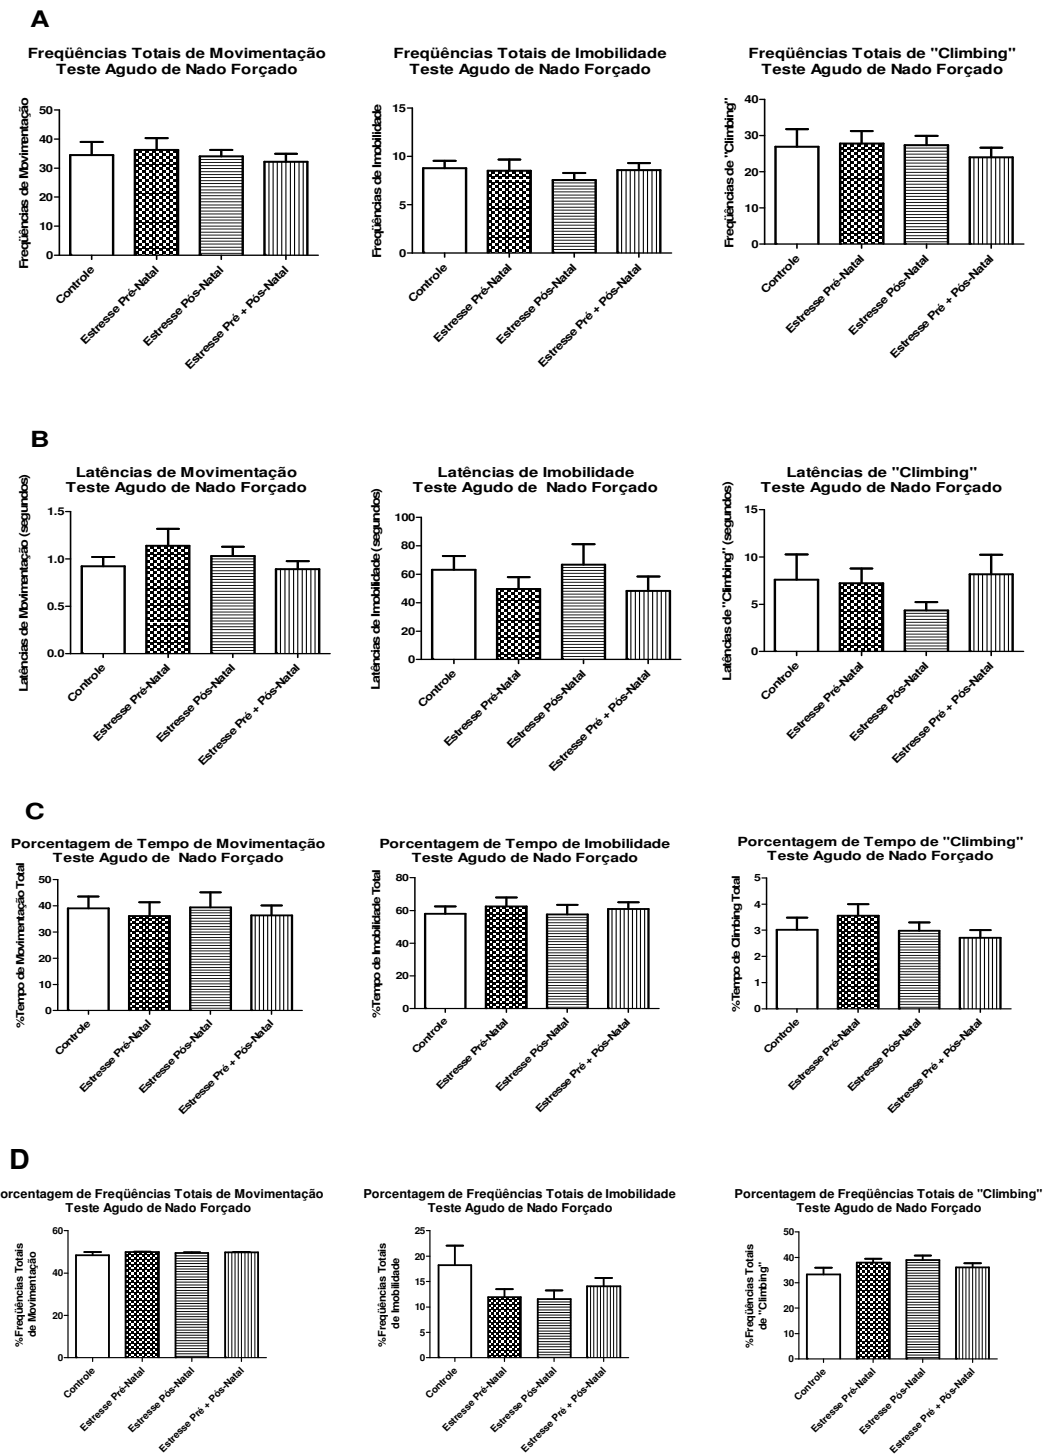 A
Freqüências Totais de Movimentação
Teste Agudo de Nado Forçado
Freqüências de Movimentação
50
40
30
20
10
0
Controle
Estresse Pré-Natal
Estresse Pós-Natal
Estresse Pré + Pós-Natal
Freqüências Totais de Imobilidade
Teste Agudo de Nado Forçado
Freqüências de Imobilidade
15
10
5
0
Controle
Estresse Pré-Natal
Estresse Pós-Natal
Estresse Pré + Pós-Natal
Freqüências Totais de "Climbing"
Teste Agudo de Nado Forçado
Freqüências de "Climbing"
40
30
20
10
0
Controle
Estresse Pré-Natal
Estresse Pós-Natal
Estresse Pré + Pós-Natal
B
Latências de Movimentação
Teste Agudo de Nado Forçado
Latências de Movimentação (segundos)
1.5
1.0
0.5
0.0
Controle
Estresse Pré-Natal
Estresse Pós-Natal
Estresse Pré + Pós-Natal
Latências de Imobilidade
Teste Agudo de Nado Forçado
Latências de Imobilidade (segundos)
100
80
60
40
20
0
Controle
Estresse Pré-Natal
Estresse Pós-Natal
Estresse Pré + Pós-Natal
Latências de "Climbing"
Teste Agudo de Nado Forçado
Latências de "Climbing" (segundos)
15
10
5
0
Controle
Estresse Pré-Natal
Estresse Pós-Natal
Estresse Pré + Pós-Natal
C
Porcentagem de Tempo de Movimentação
Teste Agudo de Nado Forçado
%Tempo de Movimentação Total
50
40
30
20
10
0
Controle
Estresse Pré-Natal
Estresse Pós-Natal
Estresse Pré + Pós-Natal
Porcentagem de Tempo de Imobilidade
Teste Agudo de Nado Forçado
%Tempo de Imobilidade Total
80
60
40
20
0
Controle
Estresse Pré-Natal
Estresse Pós-Natal
Estresse Pré + Pós-Natal
Porcentagem de Tempo de "Climbing"
Teste Agudo de Nado Forçado
%Tempo de Climbing Total
5
4
3
2
1
0
Controle
Estresse Pré-Natal
Estresse Pós-Natal
Estresse Pré + Pós-Natal
D
orcentagem de Freqüências Totais de Movimentação
Teste Agudo de Nado Forçado
%Freqüências Totais
de Movimentação
60
40
20
0
Controle
Estresse Pré-Natal
Estresse Pós-Natal
Estresse Pré + Pós-Natal
Porcentagem de Freqüências Totais de Imobilidade
Teste Agudo de Nado Forçado
%Freqüências Totais
de Imobilidade
25
20
15
10
5
0
Controle
Estresse Pré-Natal
Estresse Pós-Natal
Estresse Pré + Pós-Natal
Porcentagem de Freqüências Totais de "Climbing"
Teste Agudo de Nado Forçado
%Freqüências Totais
de "Climbing"
50
40
30
20
10
0
Controle
Estresse Pré-Natal
Estresse Pós-Natal
Estresse Pré + Pós-Natal